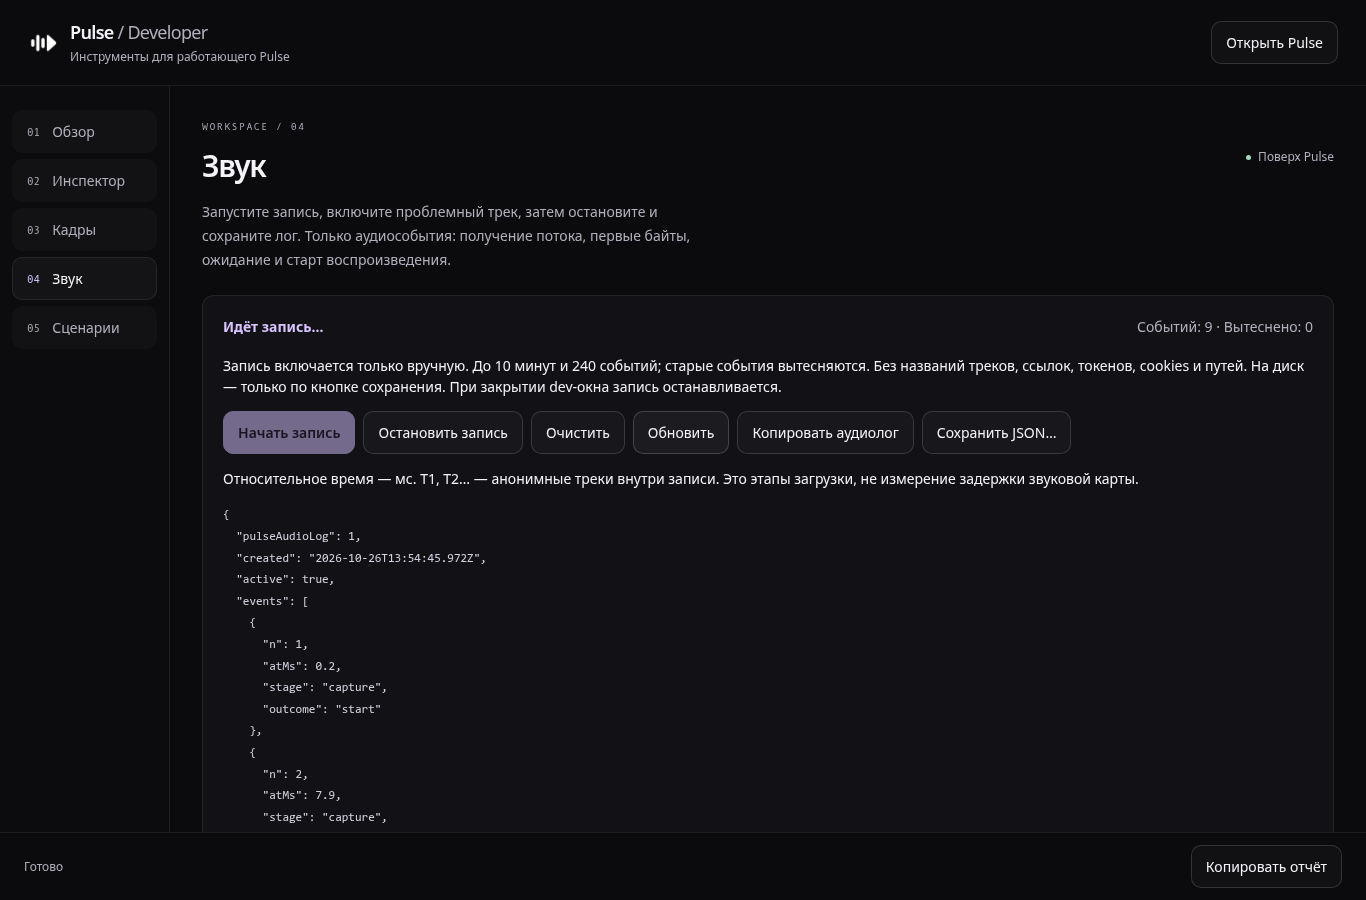 Pulse / Developer
Инструменты для работающего Pulse
Открыть Pulse
01 Обзор
02 Инспектор
03 Кадры
04 Звук
05 Сценарии
WORKSPACE / 04
Звук
Поверх Pulse
Запустите запись, включите проблемный трек, затем остановите и
сохраните лог. Только аудиособытия: получение потока, первые байты,
ожидание и старт воспроизведения.
Идёт запись…
Событий: 9 · Вытеснено: 0
Запись включается только вручную. До 10 минут и 240 событий; старые события вытесняются. Без названий треков, ссылок, токенов, cookies и путей. На диск
— только по кнопке сохранения. При закрытии dev-окна запись останавливается.
Начать запись
Остановить запись
Очистить
Обновить
Копировать аудиолог
Сохранить JSON…
Относительное время — мс. T1, T2… — анонимные треки внутри записи. Это этапы загрузки, не измерение задержки звуковой карты.
{
"pulseAudioLog": 1,
"created": "2026-10-26T13:54:45.972Z",
"active": true,
"events": [
{
"n": 1,
"atMs": 0.2,
"stage": "capture",
"outcome": "start"
},
{
"n": 2,
"atMs": 7.9,
"stage": "capture",
Готово
Копировать отчёт